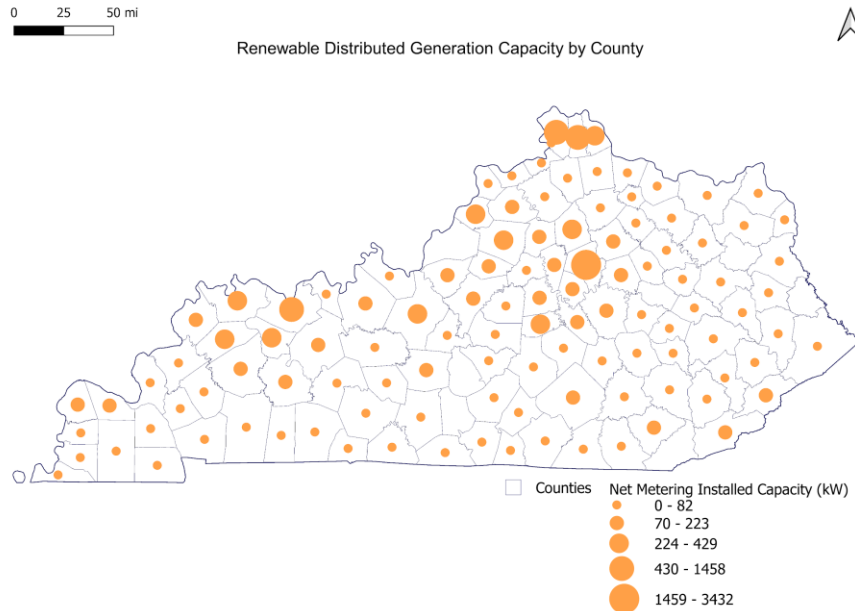 0 25 50 mi
Renewable Distributed Generation Capacity by County
Counties Net Metering Installed Capacity (kW)
0 - 82
70 - 223
224 - 429
430 - 1458
1459 - 3432